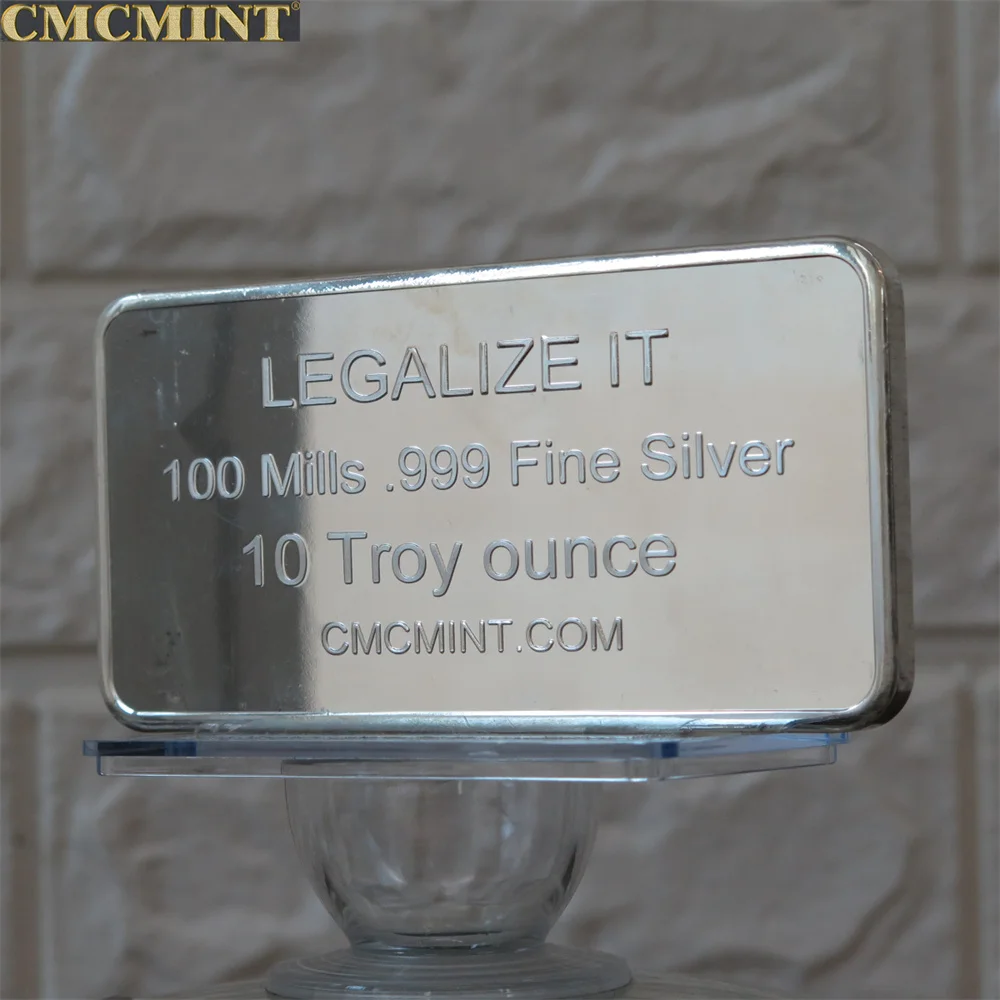 CMCMINT®
LEGALIZE IT
100 Mills .999 Fine Silver
10 Troy ounce
CMCMINT.COM